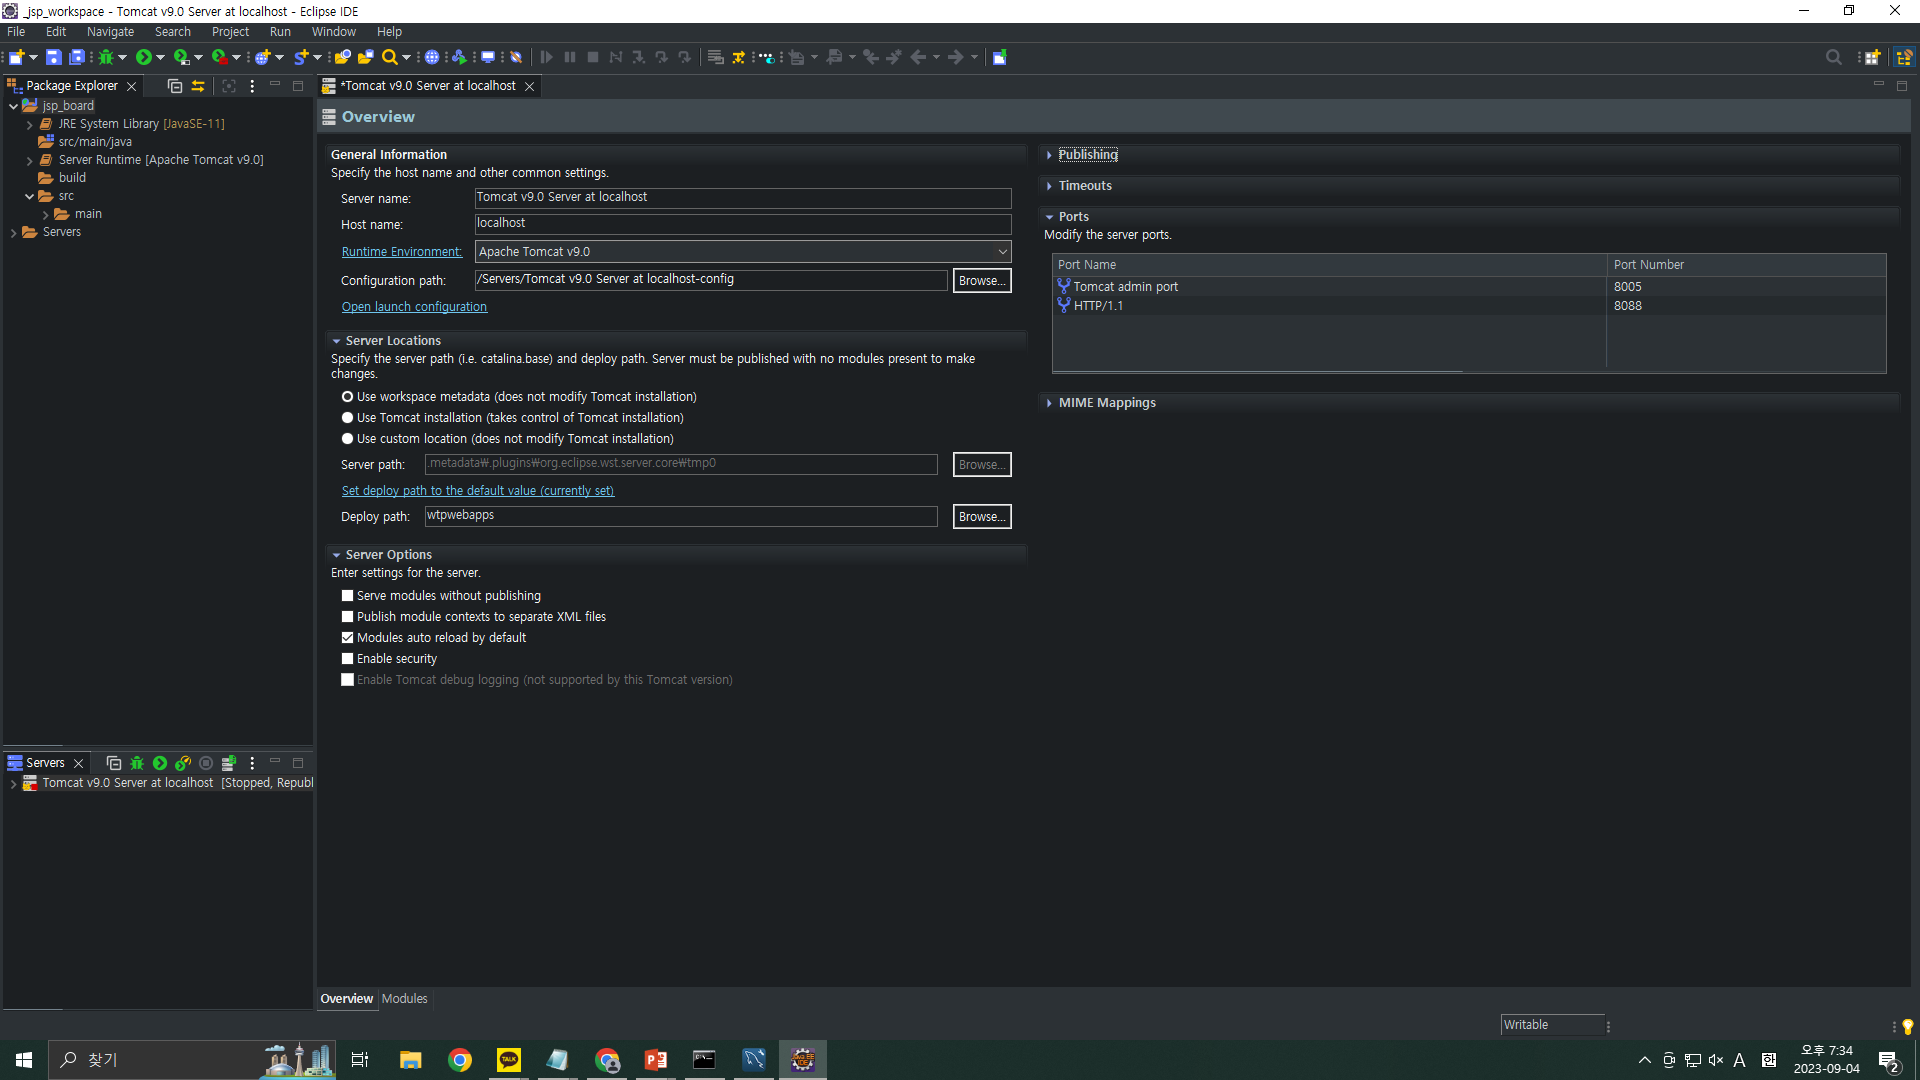 _jsp_workspace - Tomcat v9.0 Server at localhost - Eclipse IDE
File Edit Navigate Search Project Run Window Help
Package Explorer
jsp_board
JRE System Library [JavaSE-11]
src/main/java
Server Runtime [Apache Tomcat v9.0]
build
src
main
Servers
*Tomcat v9.0 Server at localhost
Overview
General Information
Specify the host name and other common settings.
Server name: Tomcat v9.0 Server at localhost
Host name: localhost
Runtime Environment: Apache Tomcat v9.0
Configuration path: /Servers/Tomcat v9.0 Server at localhost-config Browse...
Open launch configuration
Server Locations
Specify the server path (i.e. catalina.base) and deploy path. Server must be published with no modules present to make
changes.
Use workspace metadata (does not modify Tomcat installation)
Use Tomcat installation (takes control of Tomcat installation)
Use custom location (does not modify Tomcat installation)
Server path: .metadata₩.plugins₩org.eclipse.wst.server.core₩tmp0 Browse...
Set deploy path to the default value (currently set)
Deploy path: wtpwebapps Browse...
Server Options
Enter settings for the server.
Serve modules without publishing
Publish module contexts to separate XML files
Modules auto reload by default
Enable security
Enable Tomcat debug logging (not supported by this Tomcat version)
Publishing
Timeouts
Ports
Modify the server ports.
Port Name Port Number
Tomcat admin port 8005
HTTP/1.1 8088
MIME Mappings
Servers
Tomcat v9.0 Server at localhost [Stopped, Republ
Overview Modules
Writable
찾기
TALK
A
오후 7:34
2023-09-04
2